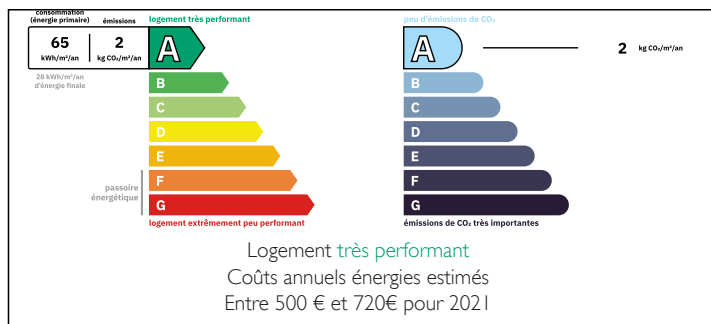 consommation
(énergie primaire)
émissions
logement très performant
peu d'émissions de CO₂
65
kWh/m²/an
2
kg CO₂/m²/an
A
A
2 kg CO₂/m²/an
28 kWh/m²/an
d'énergie finale
B
B
C
C
D
D
E
E
passoire
énergétique
F
F
G
G
logement extrêmement peu performant
émissions de CO₂ très importantes
Logement très performant
Coûts annuels énergies estimés
Entre 500 € et 720€ pour 2021